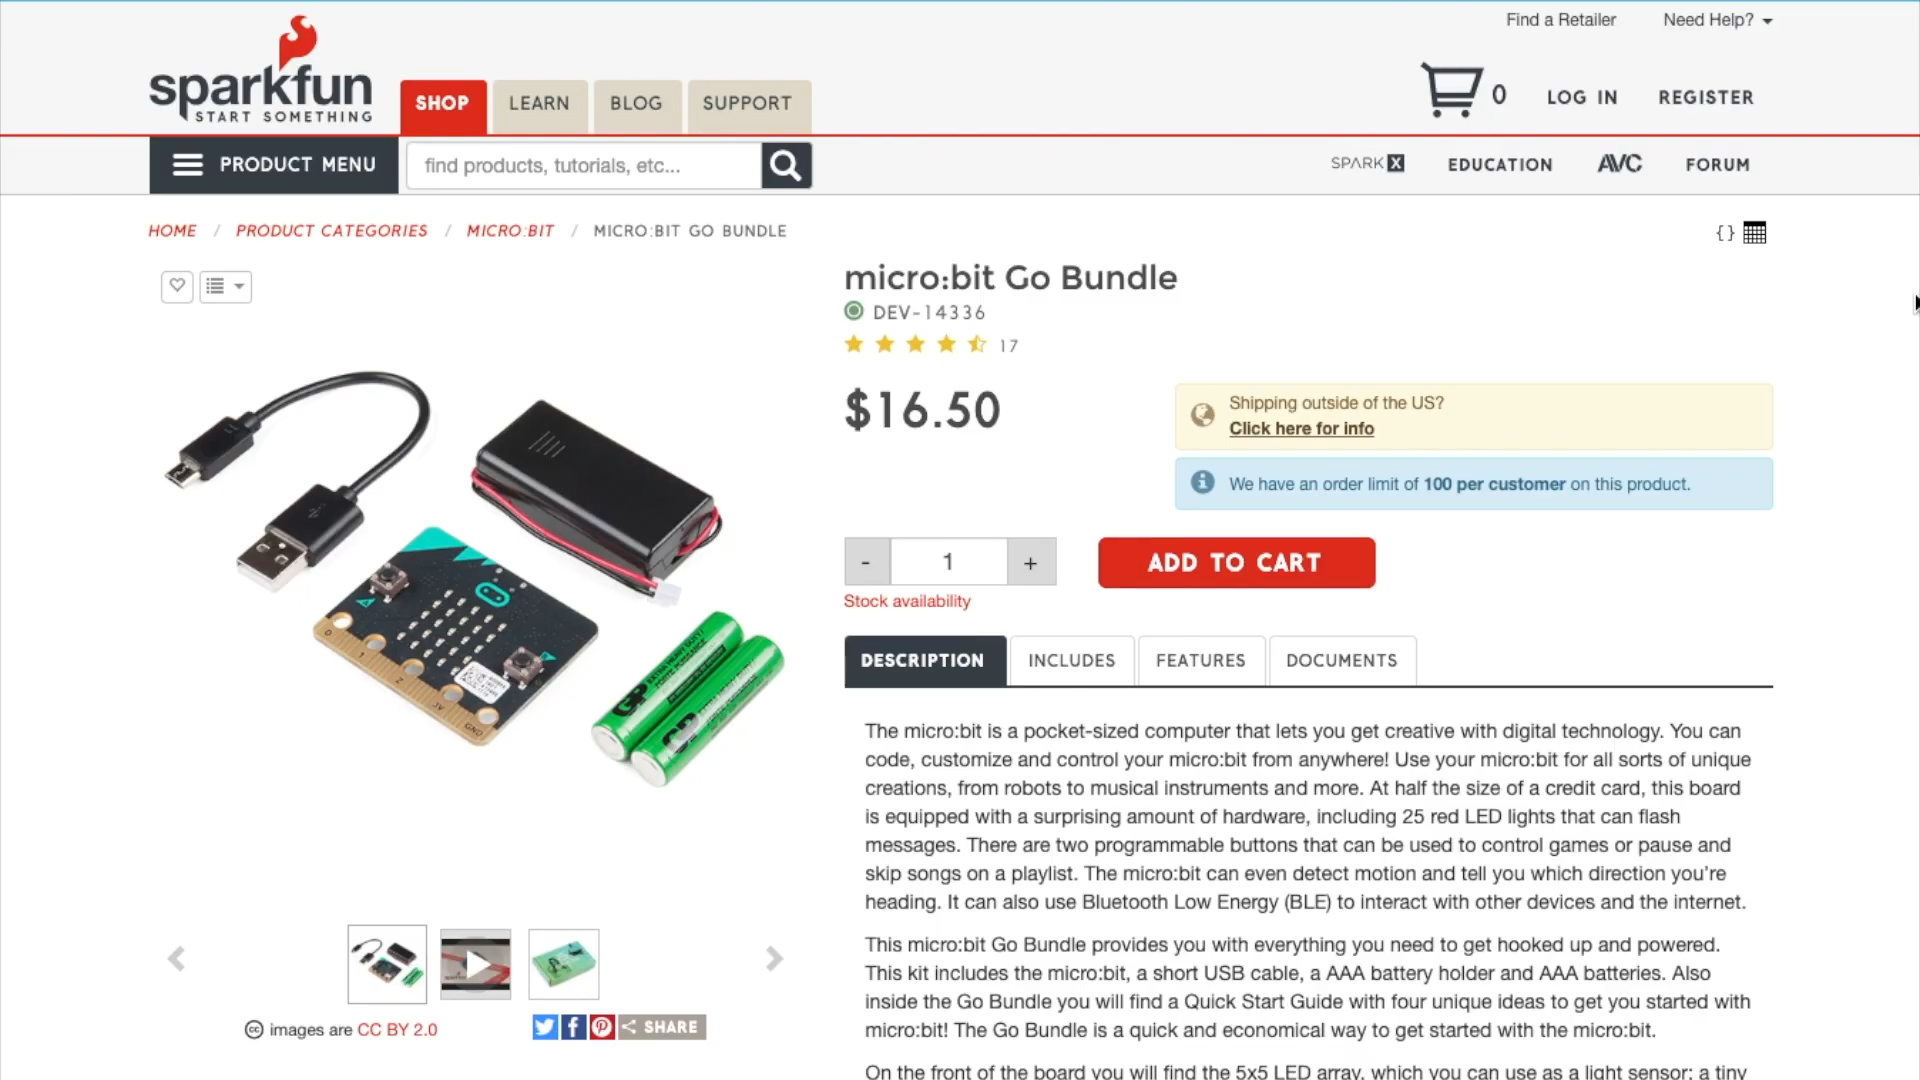 Find a Retailer
Need Help?
sparkfun
START SOMETHING
SHOP
LEARN
BLOG
SUPPORT
0
LOG IN
REGISTER
PRODUCT MENU
find products, tutorials, etc...
SPARK X
EDUCATION
AVC
FORUM
HOME / PRODUCT CATEGORIES / MICRO:BIT / MICRO:BIT GO BUNDLE
{}
micro:bit Go Bundle
DEV-14336
17
$16.50
Shipping outside of the US?
Click here for info
We have an order limit of 100 per customer on this product.
- 1 +
ADD TO CART
Stock availability
DESCRIPTION
INCLUDES
FEATURES
DOCUMENTS
The micro:bit is a pocket-sized computer that lets you get creative with digital technology. You can
code, customize and control your micro:bit from anywhere! Use your micro:bit for all sorts of unique
creations, from robots to musical instruments and more. At half the size of a credit card, this board
is equipped with a surprising amount of hardware, including 25 red LED lights that can flash
messages. There are two programmable buttons that can be used to control games or pause and
skip songs on a playlist. The micro:bit can even detect motion and tell you which direction you're
heading. It can also use Bluetooth Low Energy (BLE) to interact with other devices and the internet.
This micro:bit Go Bundle provides you with everything you need to get hooked up and powered.
This kit includes the micro:bit, a short USB cable, a AAA battery holder and AAA batteries. Also
inside the Go Bundle you will find a Quick Start Guide with four unique ideas to get you started with
micro:bit! The Go Bundle is a quick and economical way to get started with the micro:bit.
On the front of the board you will find the 5x5 LED array, which you can use as a light sensor; a tiny
0
1
2
3V
GND
GP
GP
images are CC BY 2.0
SHARE